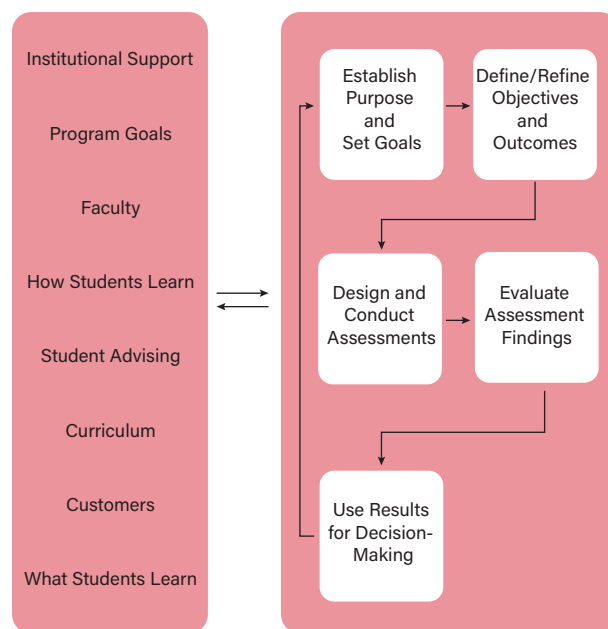 Institutional Support
Program Goals
Faculty
How Students Learn
Student Advising
Curriculum
Customers
What Students Learn
Establish
Purpose
and
Set Goals
Define/Refine
Objectives
and
Outcomes
Design and
Conduct
Assessments
Evaluate
Assessment
Findings
Use Results
for Decision-
Making